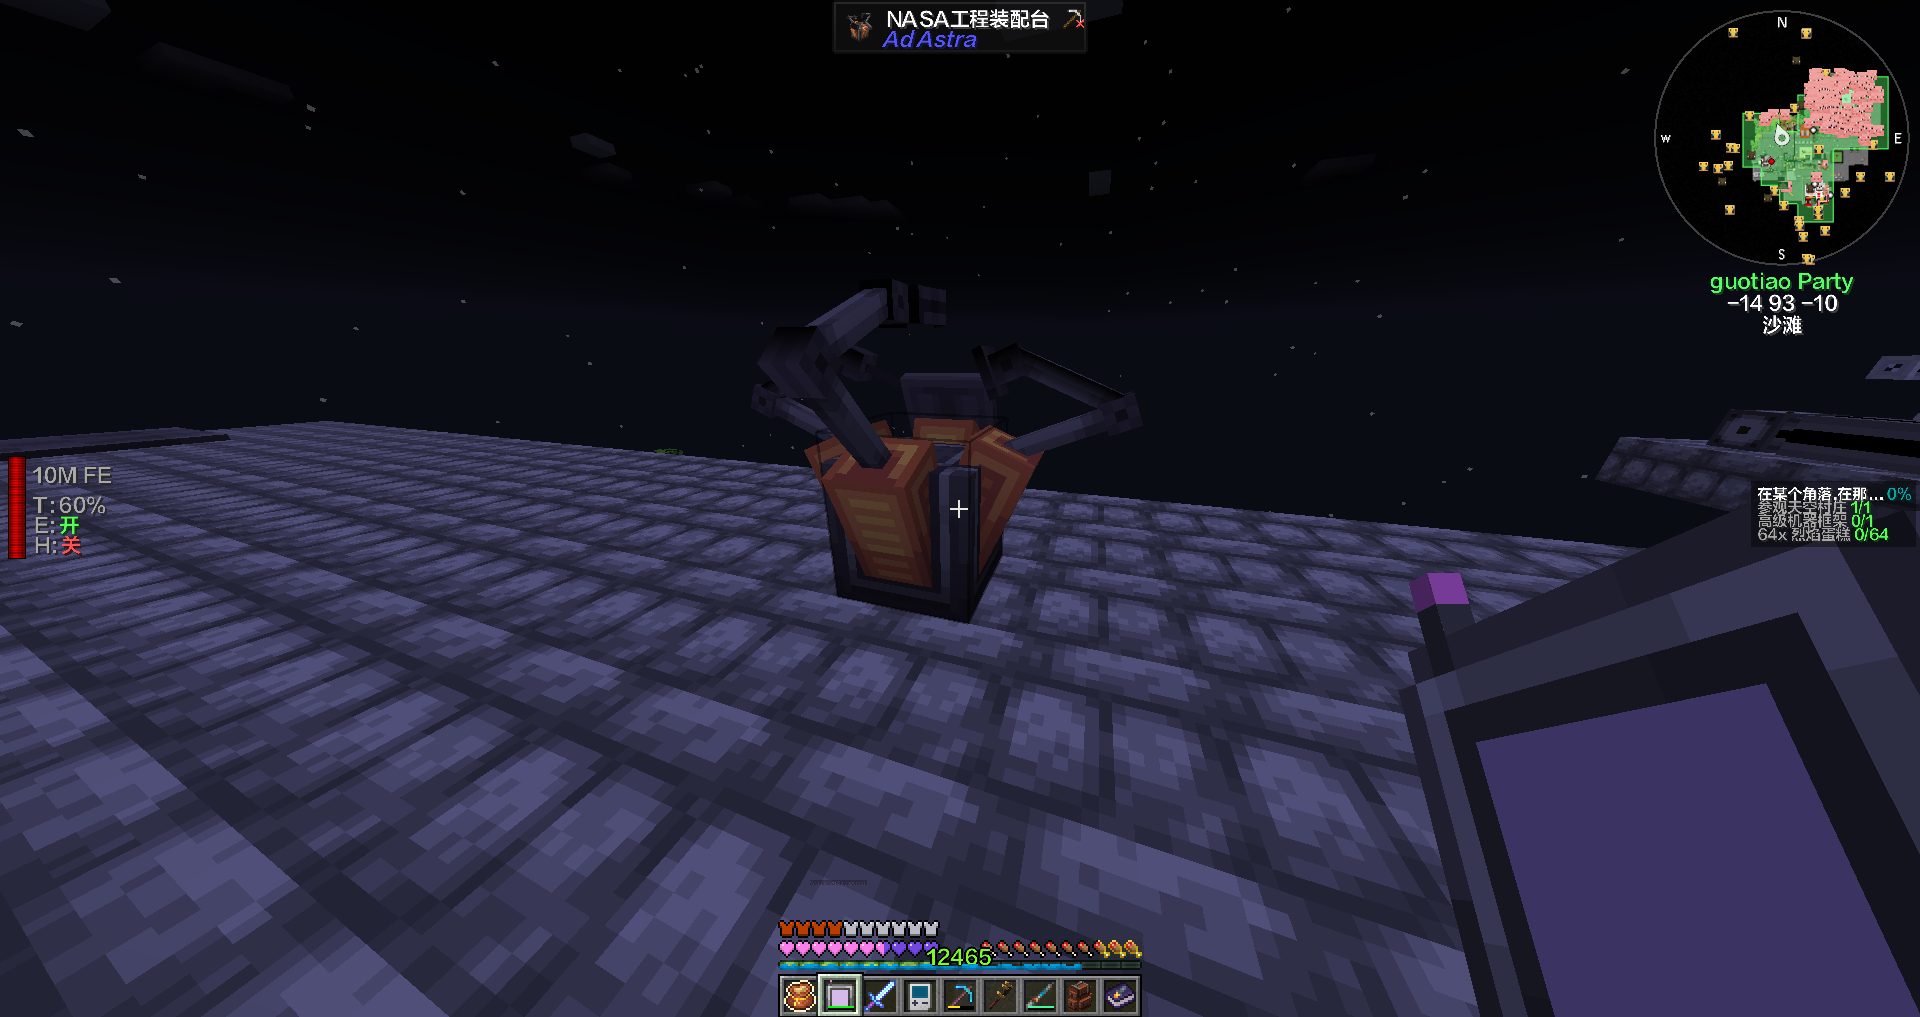 NASA工程装配台
Ad Astra
N
W
E
S
guotiao Party
-14 93 -10
沙滩
10M FE
T: 60%
E: 开
H: 关
在某个角落,在那... 0%
参观天空村庄 1/1
高级机器框架 0/1
64x 烈焰蛋糕 0/64
12465